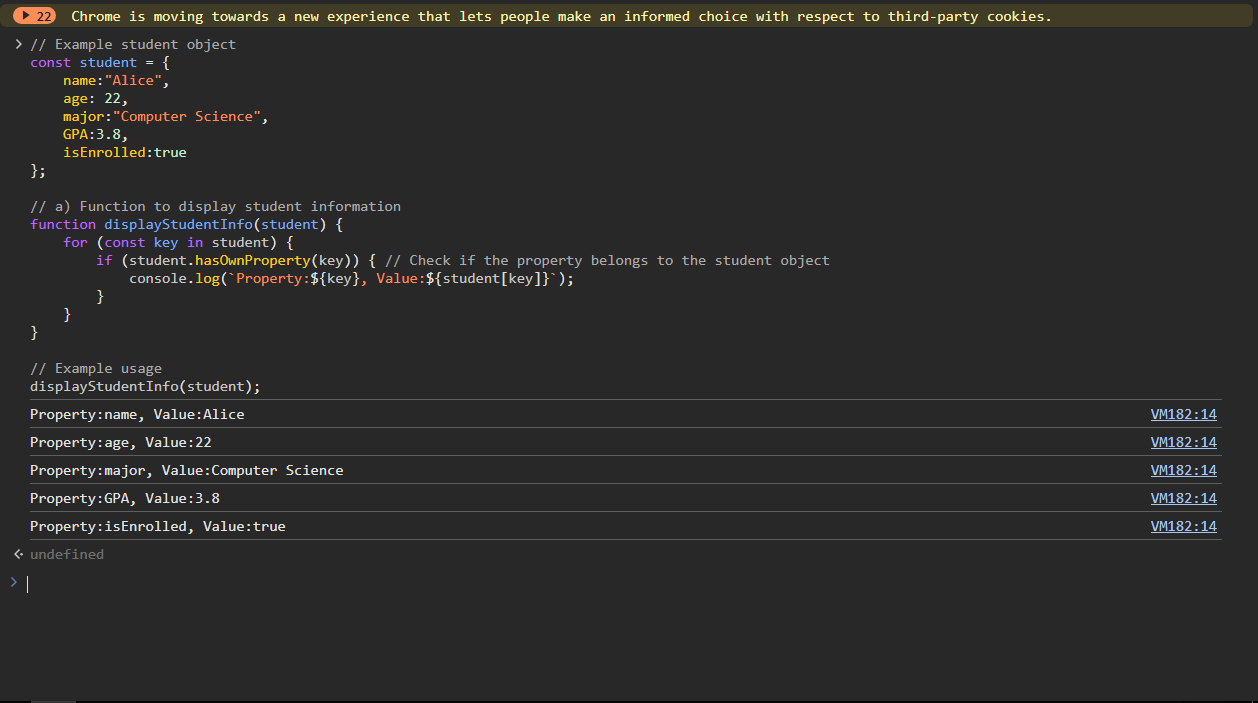 22 Chrome is moving towards a new experience that lets people make an informed choice with respect to third-party cookies.
// Example student object
const student = {
    name:"Alice",
    age: 22,
    major:"Computer Science",
    GPA:3.8,
    isEnrolled:true
};
// a) Function to display student information
function displayStudentInfo(student) {
    for (const key in student) {
        if (student.hasOwnProperty(key)) { // Check if the property belongs to the student object
            console.log(`Property:${key}, Value:${student[key]}`);
        }
    }
}
// Example usage
displayStudentInfo(student);
Property:name, Value:Alice VM182:14
Property:age, Value:22 VM182:14
Property:major, Value:Computer Science VM182:14
Property:GPA, Value:3.8 VM182:14
Property:isEnrolled, Value:true VM182:14
undefined